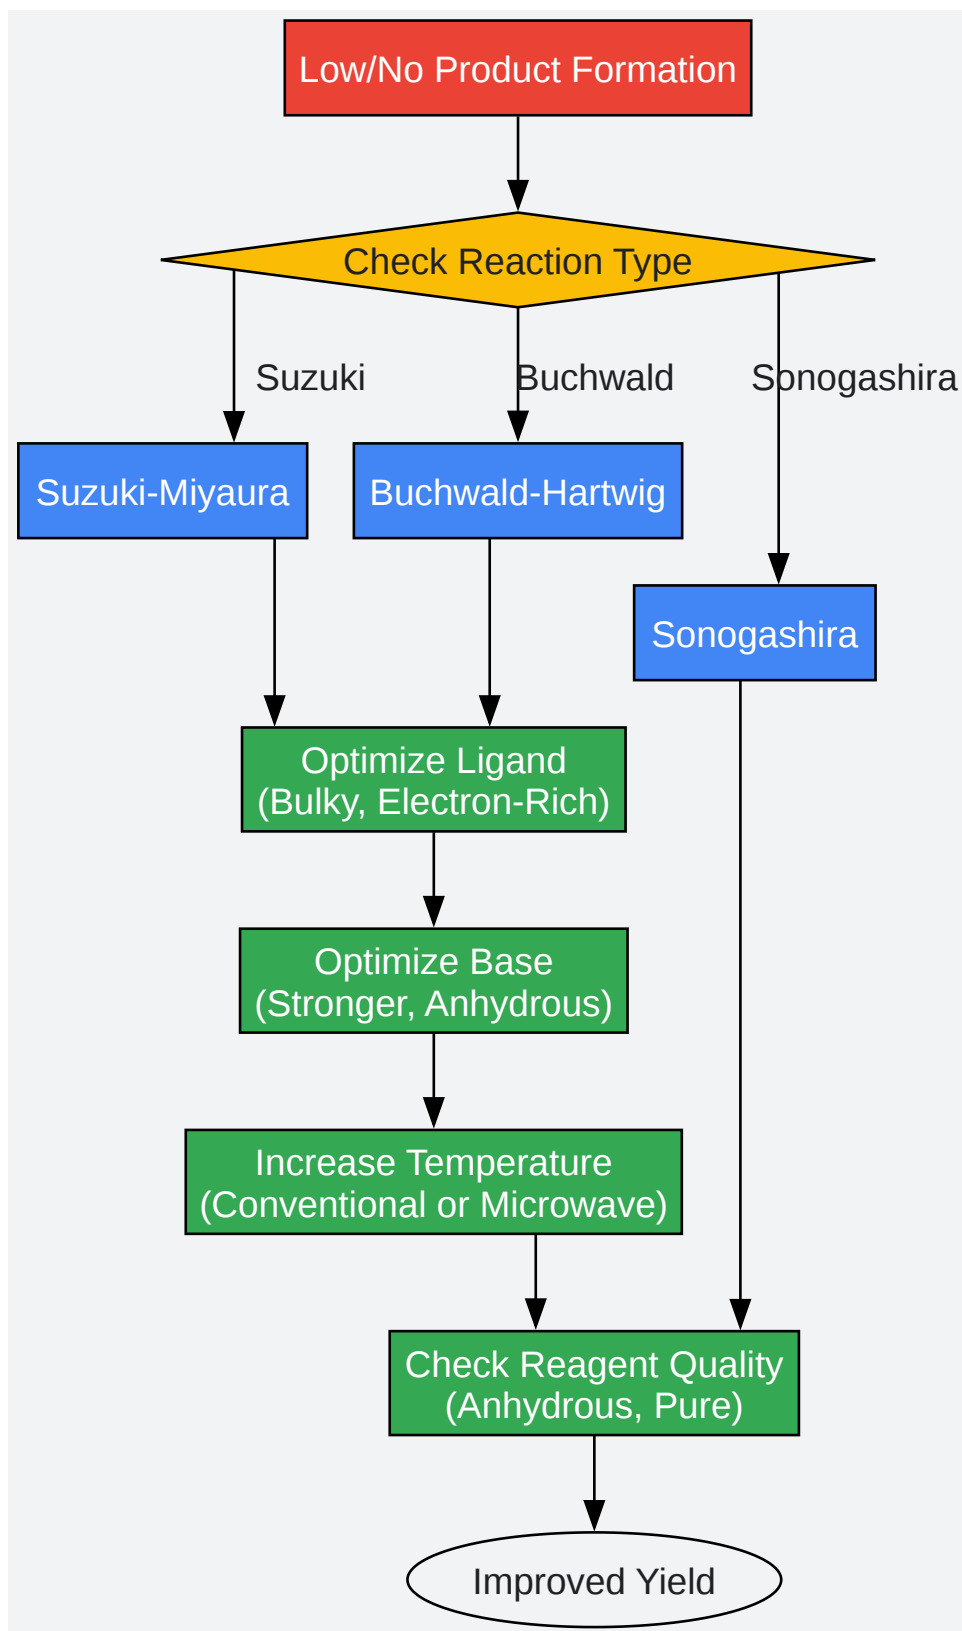 Low/No Product Formation
Check Reaction Type
Suzuki
Buchwald
Sonogashira
Suzuki-Miyaura
Buchwald-Hartwig
Sonogashira
Optimize Ligand
(Bulky, Electron-Rich)
Optimize Base
(Stronger, Anhydrous)
Increase Temperature
(Conventional or Microwave)
Check Reagent Quality
(Anhydrous, Pure)
Improved Yield